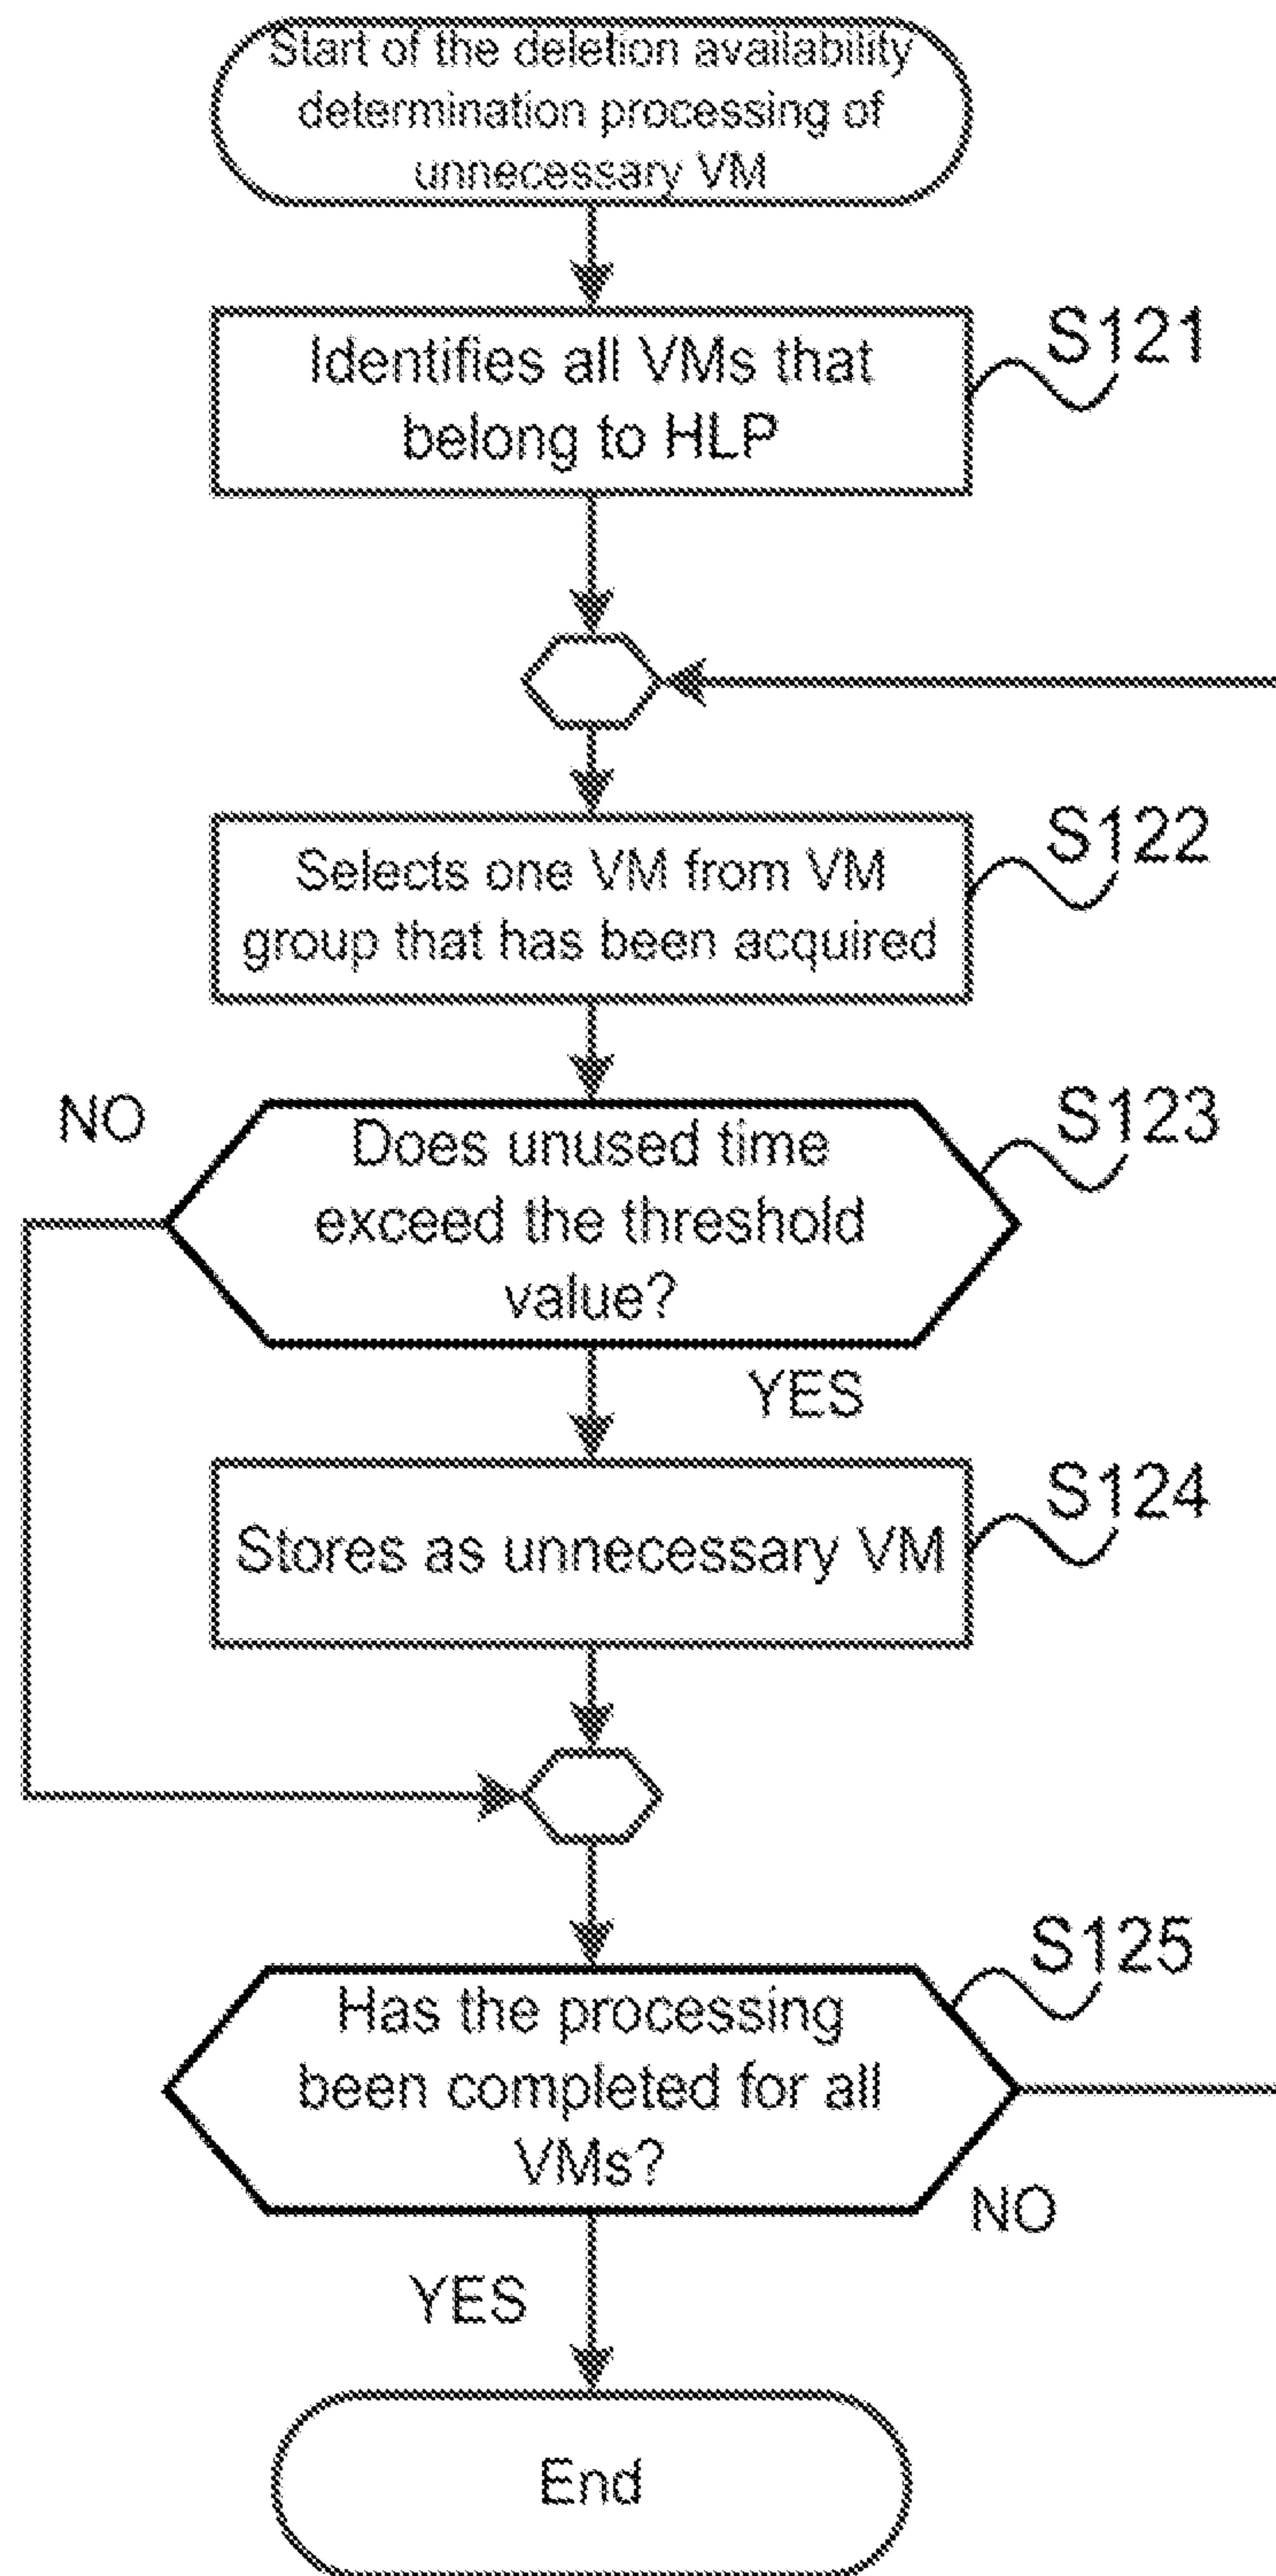 Start of the deletion availability
determination processing of
unnecessary VM
Identifies all VMs that
belong to HLP
S121
Selects one VM from VM
group that has been acquired
S122
NO
Does unused time
exceed the threshold
value?
S123
YES
Stores as unnecessary VM
S124
Has the processing
been completed for all
VMs?
S125
NO
YES
End